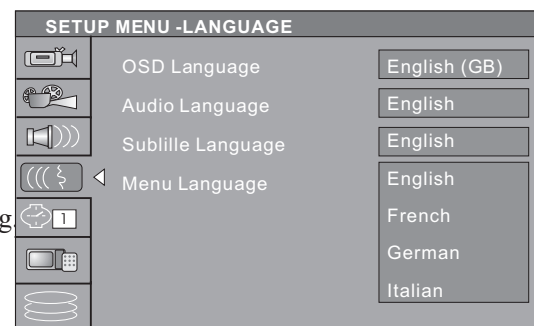 SETUP MENU -LANGUAGE
OSD Language English (GB)
Audio Language English
Sublille Language English
Menu Language English
French
g. 1
German
Italian